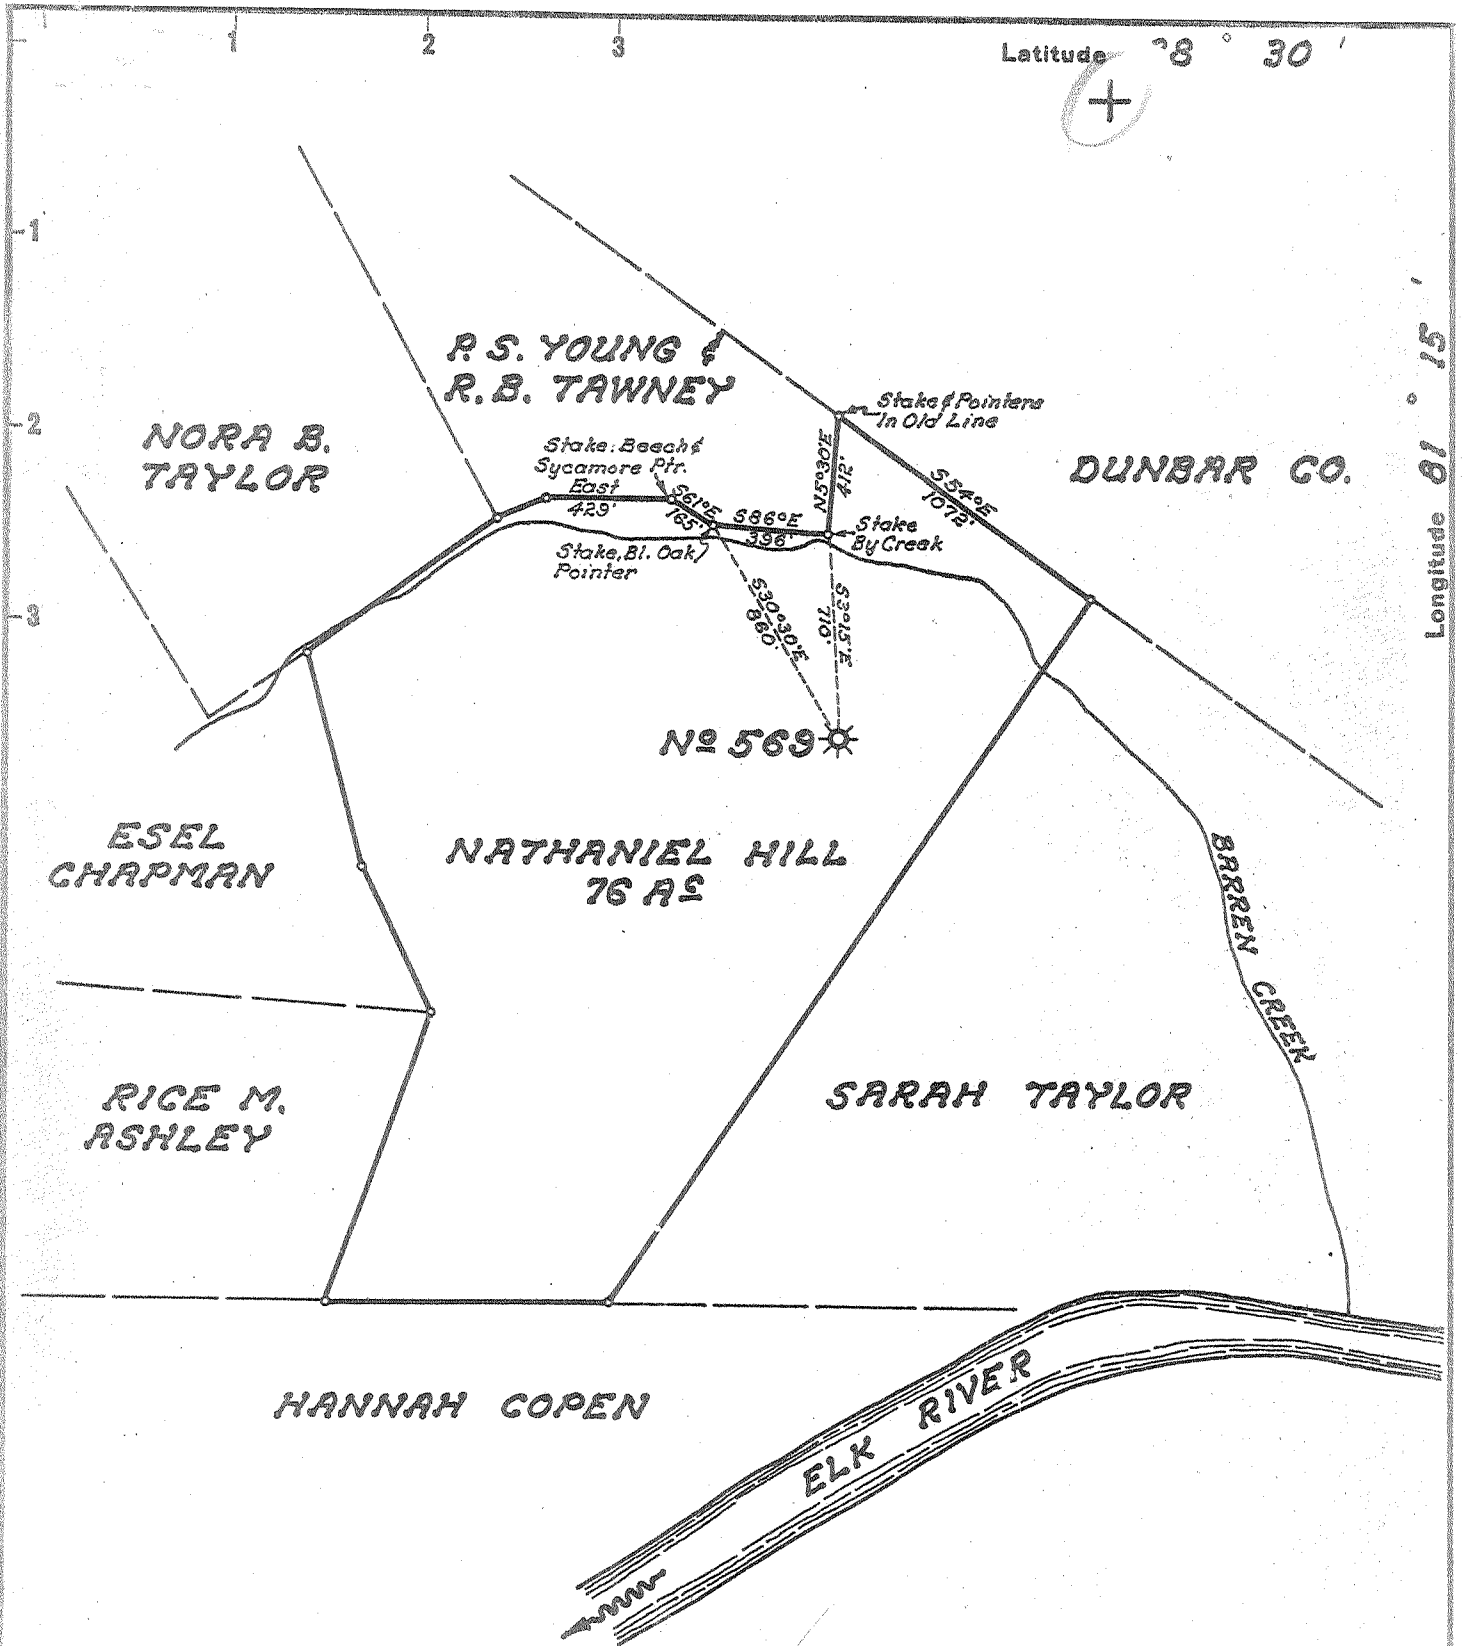 1
2
3
Latitude 8° 30'
1
2
3
Longitude 81° 15'
P. S. YOUNG &
R. B. TAWNEY
NORA B.
TAYLOR
Stake & Pointers
In Old Line
DUNBAR CO.
Stake: Beech &
Sycamore Ptr.
East
429'
S61°E
165'
S86°E
396'
N5°30'E
412'
S54°E
1072'
Stake
By Creek
Stake, Bl. Oak
Pointer
S30°30'E
860'
S3°15'E
710'
Nº 569
ESEL
CHAPMAN
NATHANIEL HILL
76 Aᶜ
BARREN CREEK
RICE M.
ASHLEY
SARAH TAYLOR
HANNAH COPEN
ELK RIVER